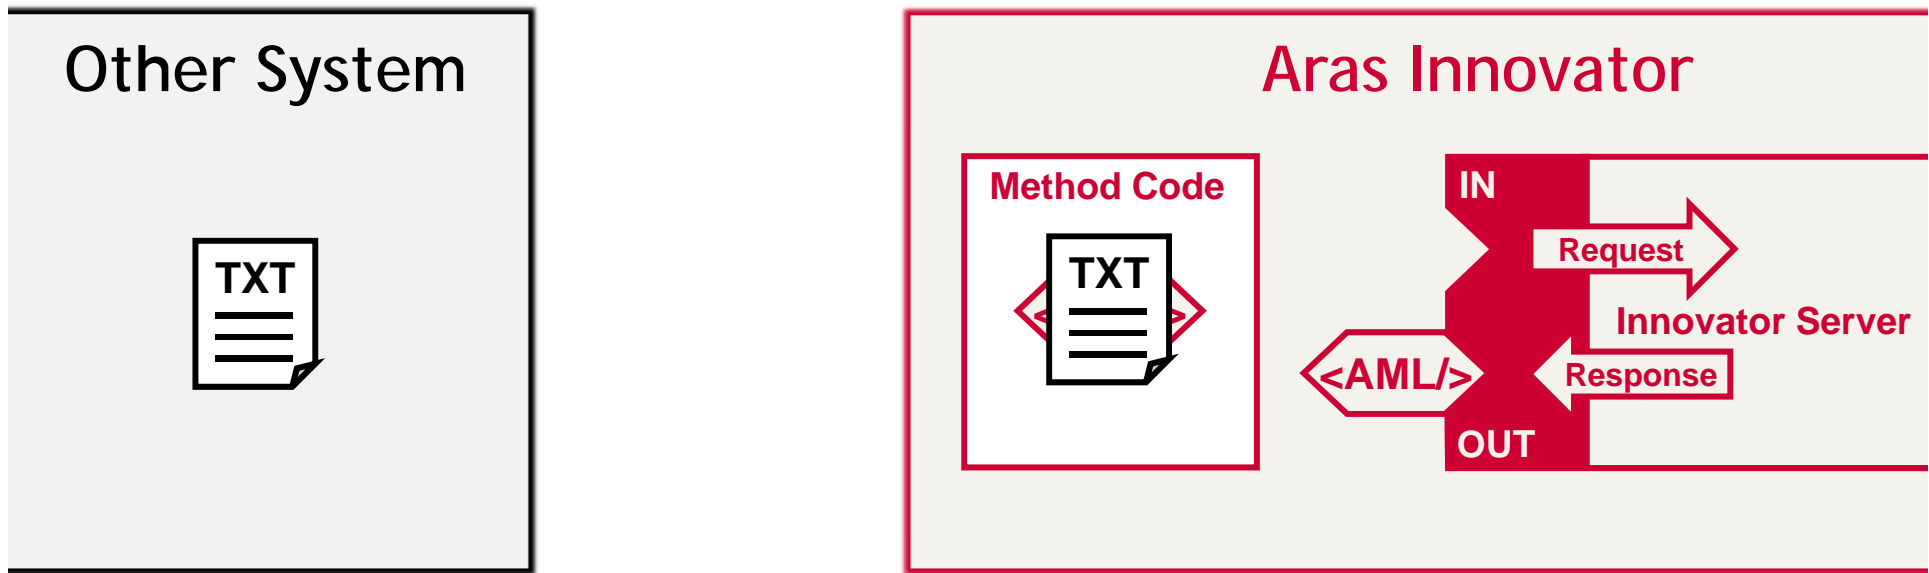 Other System
TXT
Aras Innovator
Method Code
TXT
< >
IN
Request
Innovator Server
<AML/>
Response
OUT